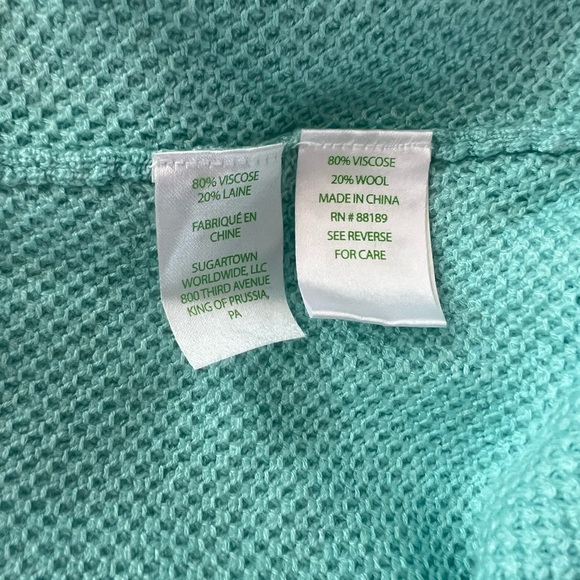 80% VISCOSE
20% LAINE
FABRIQUÉ EN
CHINE
SUGARTOWN
WORLDWIDE, LLC
800 THIRD AVENUE
KING OF PRUSSIA,
PA
80% VISCOSE
20% WOOL
MADE IN CHINA
RN # 88189
SEE REVERSE
FOR CARE